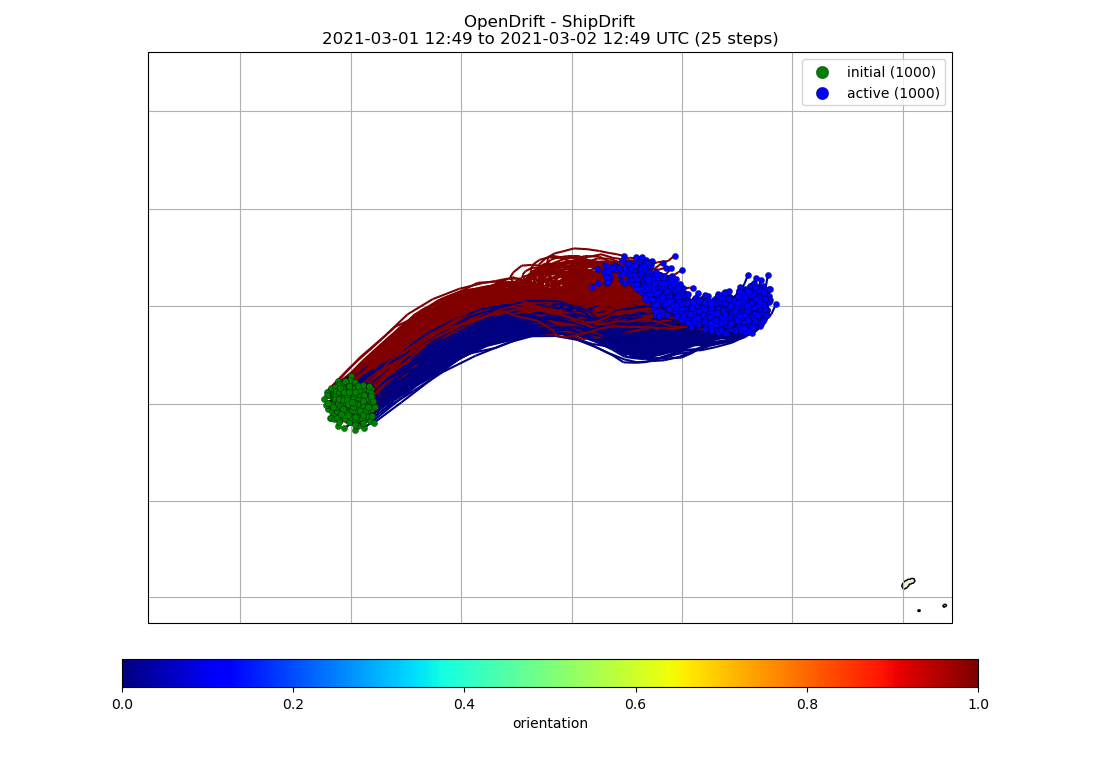 OpenDrift - ShipDrift
2021-03-01 12:49 to 2021-03-02 12:49 UTC (25 steps)
initial (1000)
active (1000)
0.0 0.2 0.4 0.6 0.8 1.0
orientation